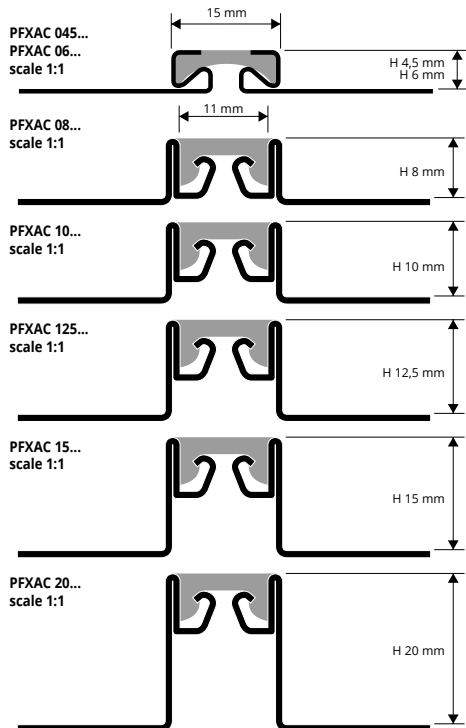 15 mm
PFXAC 045...
PFXAC 06...
scale 1:1
H 4,5 mm
H 6 mm
11 mm
PFXAC 08...
scale 1:1
H 8 mm
PFXAC 10...
scale 1:1
H 10 mm
PFXAC 125...
scale 1:1
H 12,5 mm
PFXAC 15...
scale 1:1
H 15 mm
PFXAC 20...
scale 1:1
H 20 mm